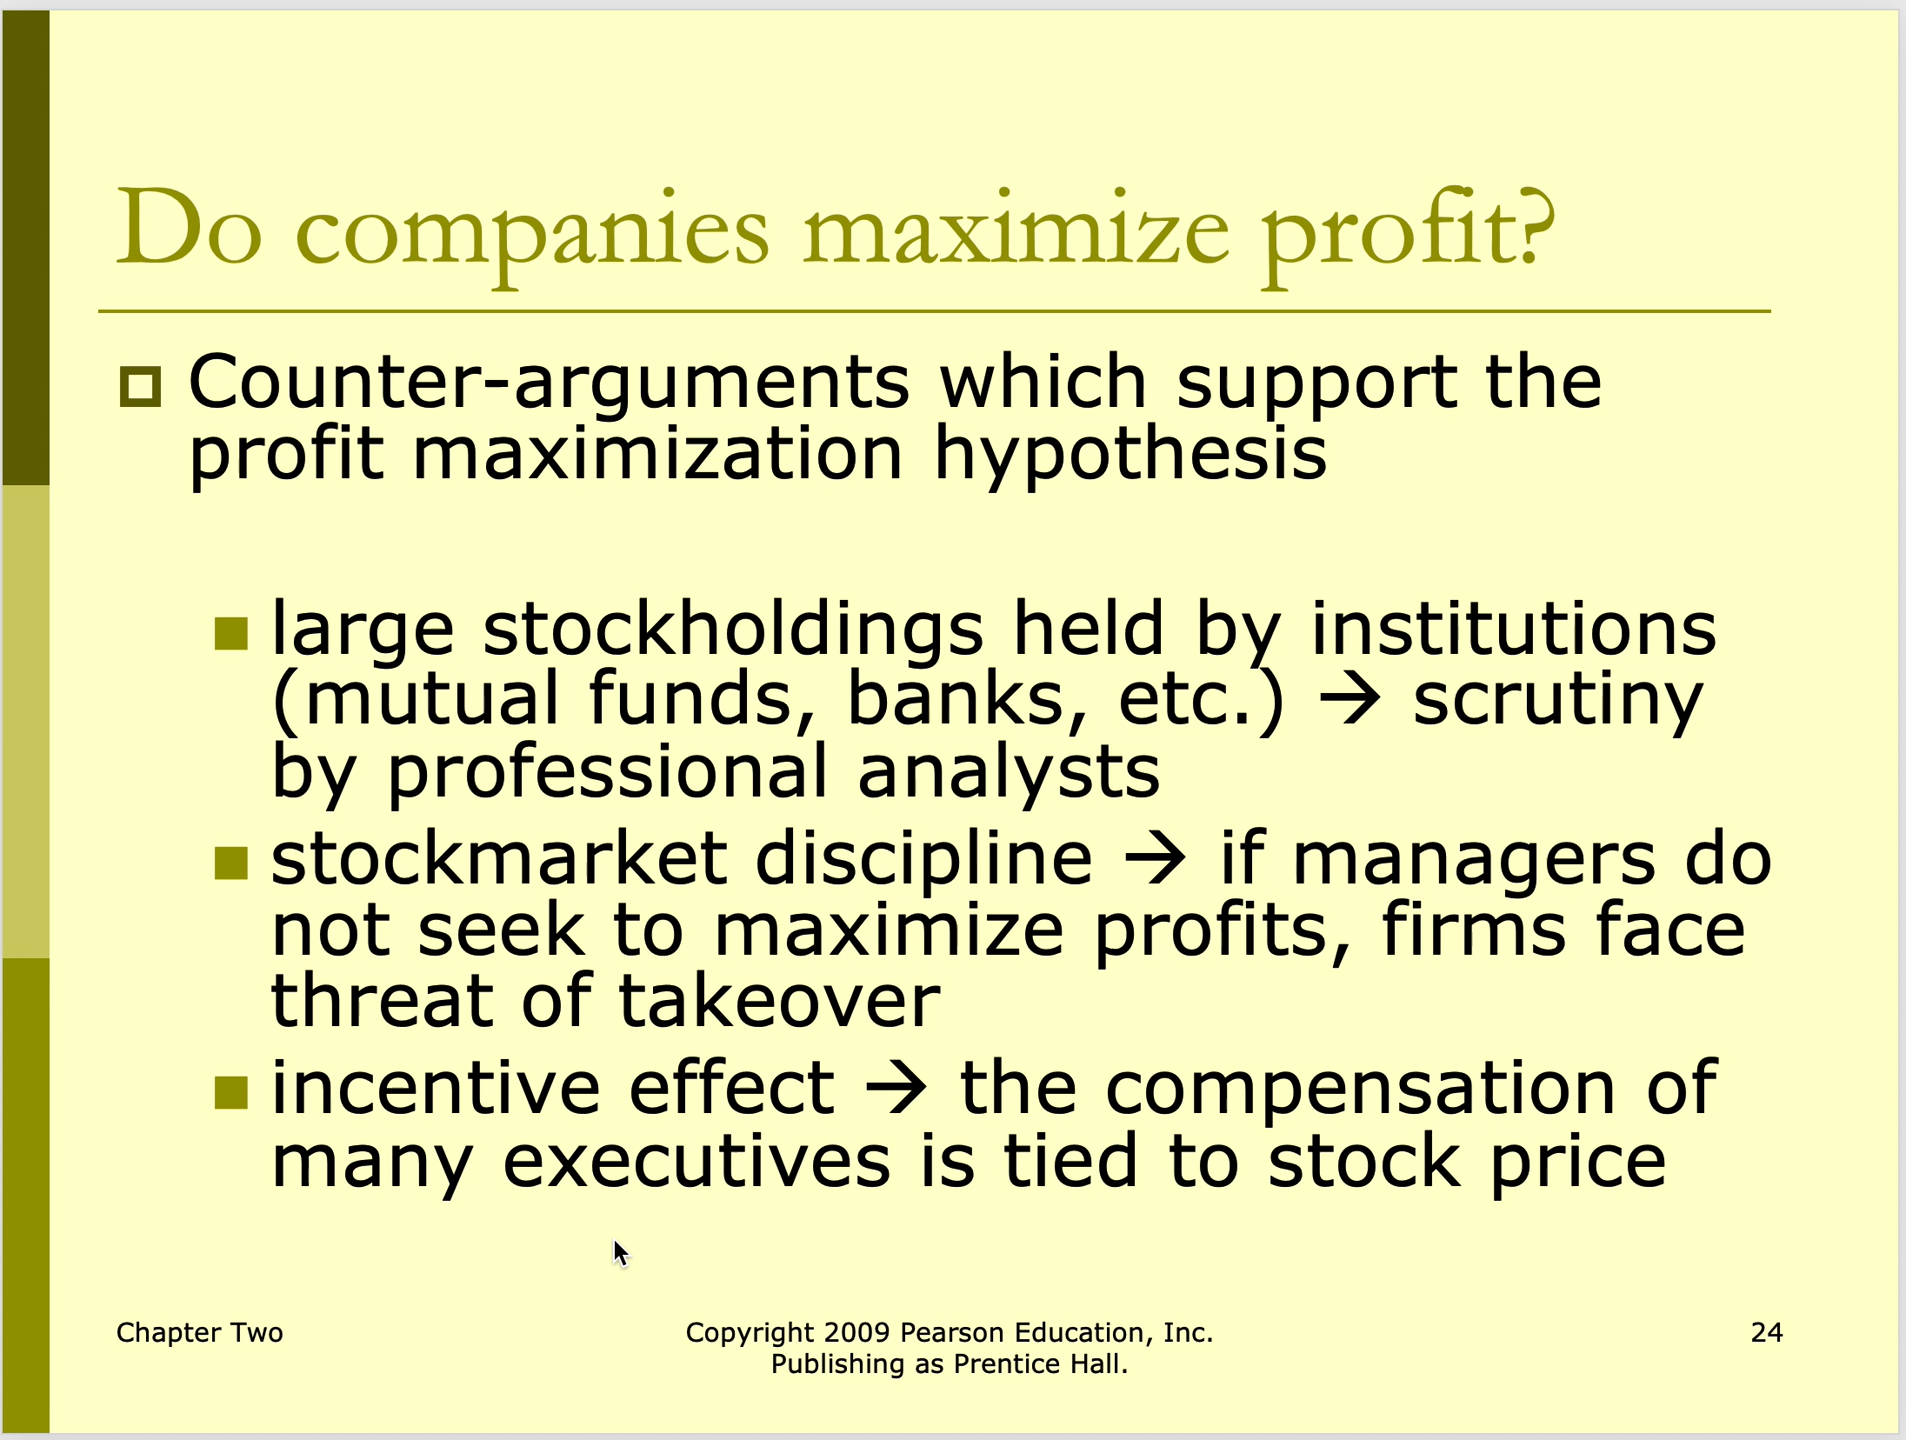 Do companies maximize profit?
Counter-arguments which support the
profit maximization hypothesis
large stockholdings held by institutions
(mutual funds, banks, etc.) → scrutiny
by professional analysts
stockmarket discipline → if managers do
not seek to maximize profits, firms face
threat of takeover
incentive effect → the compensation of
many executives is tied to stock price
Chapter Two
Copyright 2009 Pearson Education, Inc.
Publishing as Prentice Hall.
24